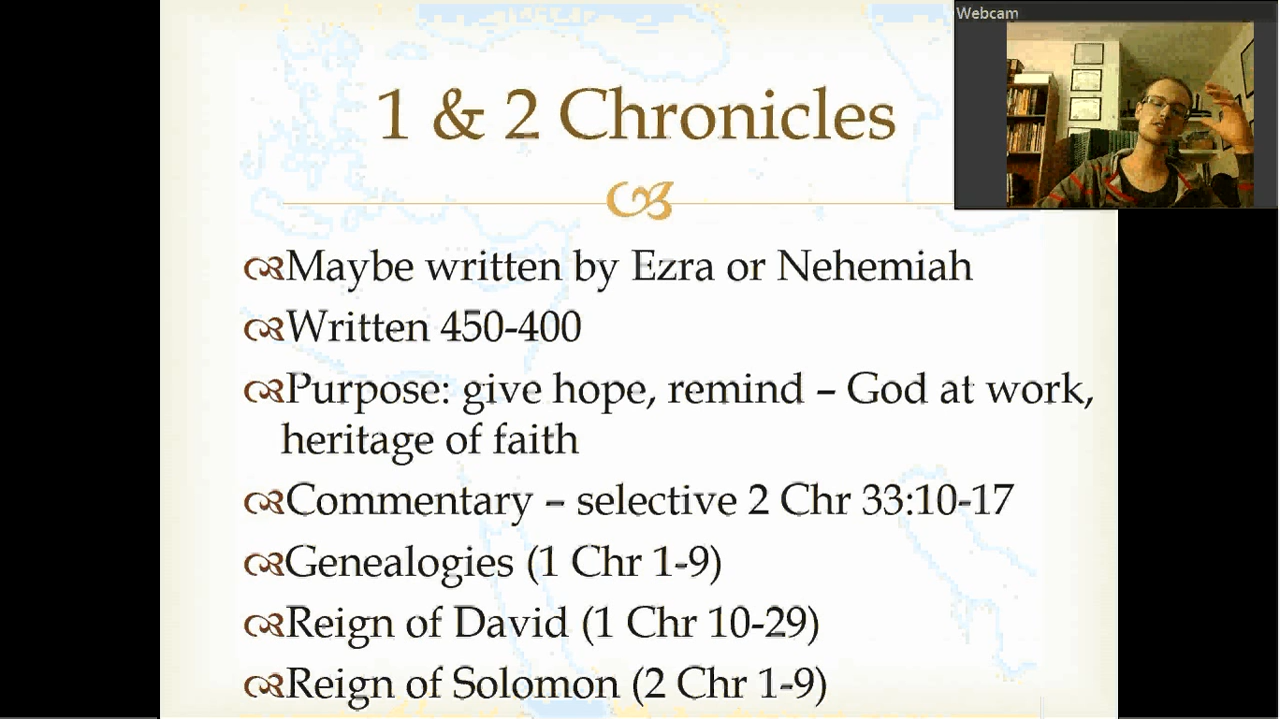 Webcam
1 & 2 Chronicles
Maybe written by Ezra or Nehemiah
Written 450-400
Purpose: give hope, remind – God at work,
heritage of faith
Commentary – selective 2 Chr 33:10-17
Genealogies (1 Chr 1-9)
Reign of David (1 Chr 10-29)
Reign of Solomon (2 Chr 1-9)